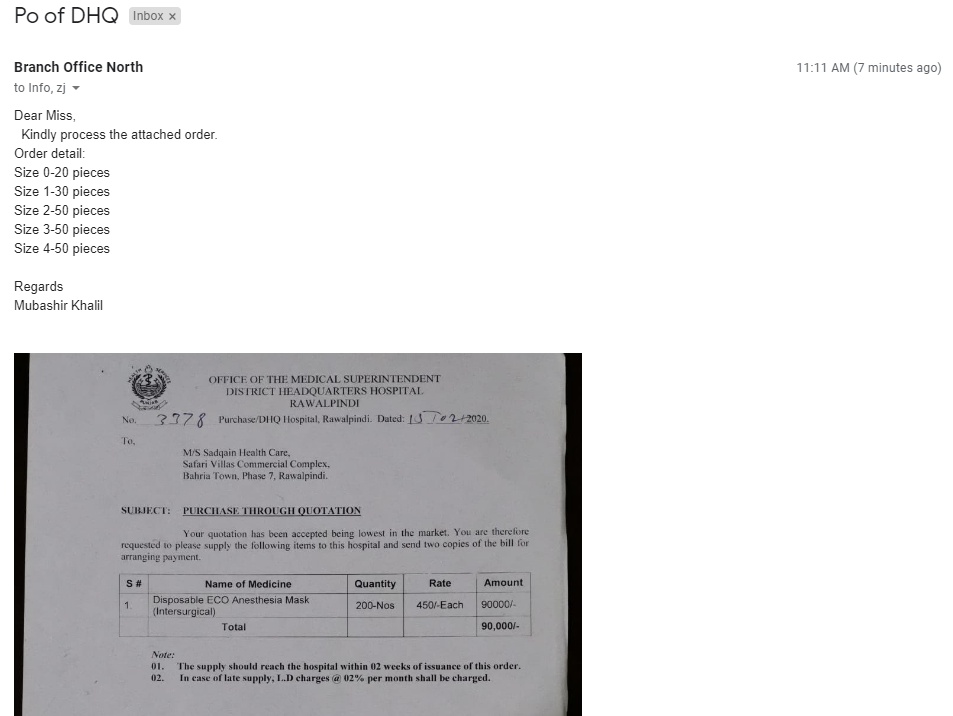 Po of DHQ Inbox x
Branch Office North 11:11 AM (7 minutes ago)
to Info, zj
Dear Miss,
Kindly process the attached order.
Order detail:
Size 0-20 pieces
Size 1-30 pieces
Size 2-50 pieces
Size 3-50 pieces
Size 4-50 pieces
Regards
Mubashir Khalil
OFFICE OF THE MEDICAL SUPERINTENDENT
DISTRICT HEADQUARTERS HOSPITAL
RAWALPINDI
No. 3378 Purchase/DHQ Hospital, Rawalpindi. Dated: 2020.
To,
M/S Sadqain Health Care,
Safari Villas Commercial Complex,
Bahria Town, Phase 7, Rawalpindi.
SUBJECT: PURCHASE THROUGH QUOTATION
Your quotation has been accepted being lowest in the market. You are therefore
requested to please supply the following items to this hospital and send two copies of the bill for
arranging payment.
S # Name of Medicine Quantity Rate Amount
1. Disposable ECO Anesthesia Mask 200-Nos 450/-Each 90000/-
(Intersurgical)
Total 90,000/-
Note:
01. The supply should reach the hospital within 02 weeks of issuance of this order.
02. In case of late supply, L.D charges @ 02% per month shall be charged.